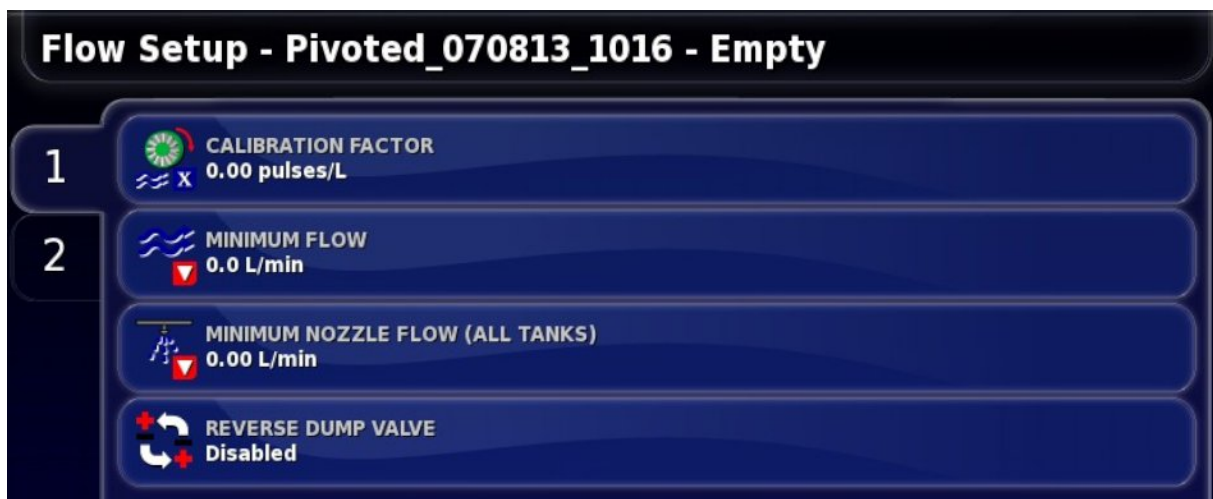 Flow Setup - Pivoted_070813_1016 - Empty
1
CALIBRATION FACTOR
0.00 pulses/L
X
2
MINIMUM FLOW
0.0 L/min
MINIMUM NOZZLE FLOW (ALL TANKS)
0.00 L/min
REVERSE DUMP VALVE
Disabled